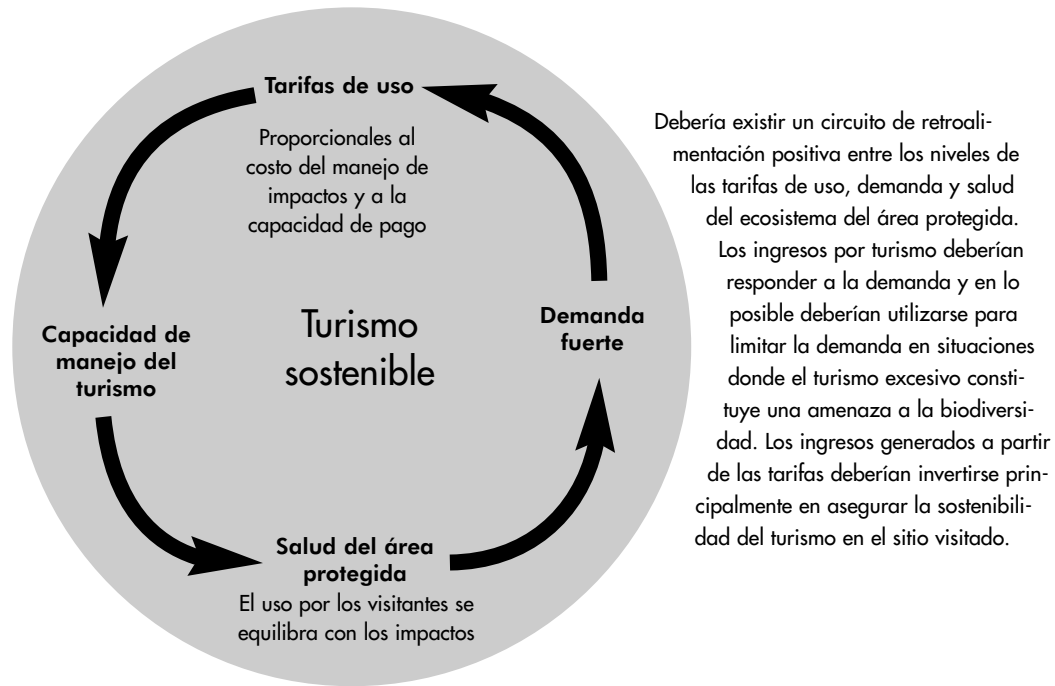 Tarifas de uso
Proporcionales al
costo del manejo de
impactos y a la
capacidad de pago
Capacidad de
manejo del
turismo
Turismo
sostenible
Demanda
fuerte
Salud del área
protegida
El uso por los visitantes se
equilibra con los impactos
Debería existir un circuito de retroali-
mentación positiva entre los niveles de
las tarifas de uso, demanda y salud
del ecosistema del área protegida.
Los ingresos por turismo deberían
responder a la demanda y en lo
posible deberían utilizarse para
limitar la demanda en situaciones
donde el turismo excesivo consti-
tuye una amenaza a la biodiversi-
dad. Los ingresos generados a partir
de las tarifas deberían invertirse prin-
cipalmente en asegurar la sostenibili-
dad del turismo en el sitio visitado.